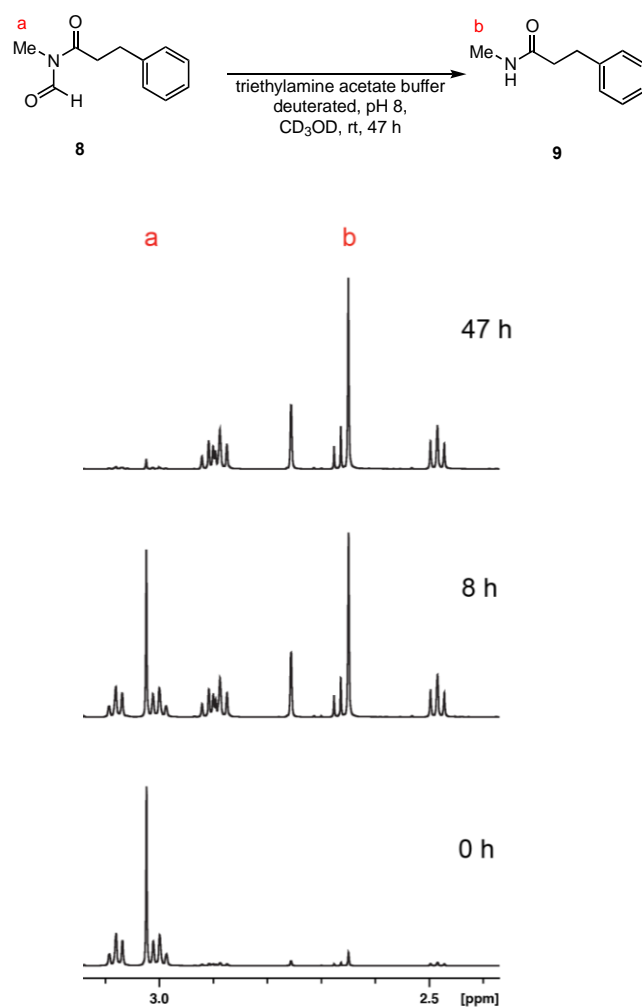 a
O
Me
N
O
H
8
triethylamine acetate buffer
deuterated, pH 8,
CD3OD, rt, 47 h
b
O
Me
N
H
9
a
b
47 h
8 h
0 h
3.0
2.5
[ppm]